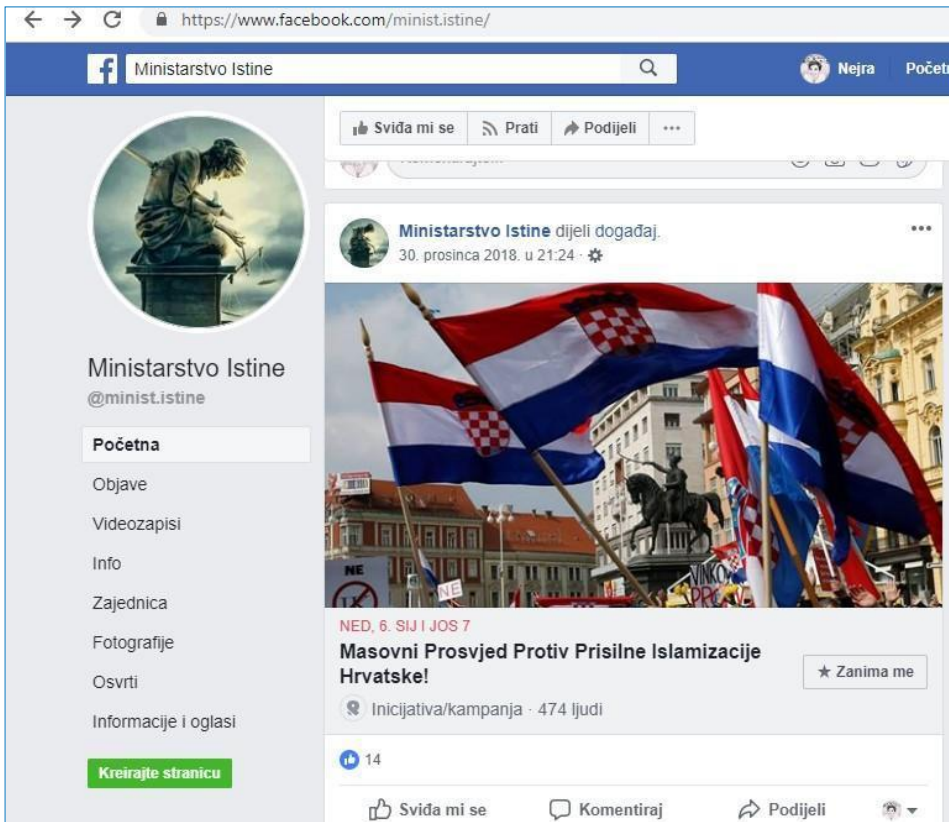 https://www.facebook.com/minist.istine/
Ministarstvo Istine
Nejra
Sviđa mi se
Prati
Podijeli
Ministarstvo Istine dijeli događaj.
30. prosinca 2018. u 21:24
Ministarstvo Istine
@minist.istine
Početna
Objave
Videozapisi
Info
Zajednica
Fotografije
Osvrti
Informacije i oglasi
Kreirajte stranicu
NE
NE
VINKO
NED, 6. SIJ I JOS 7
Masovni Prosvjed Protiv Prisilne Islamizacije
Hrvatske!
Zanima me
Inicijativa/kampanja · 474 ljudi
14
Sviđa mi se
Komentiraj
Podijeli